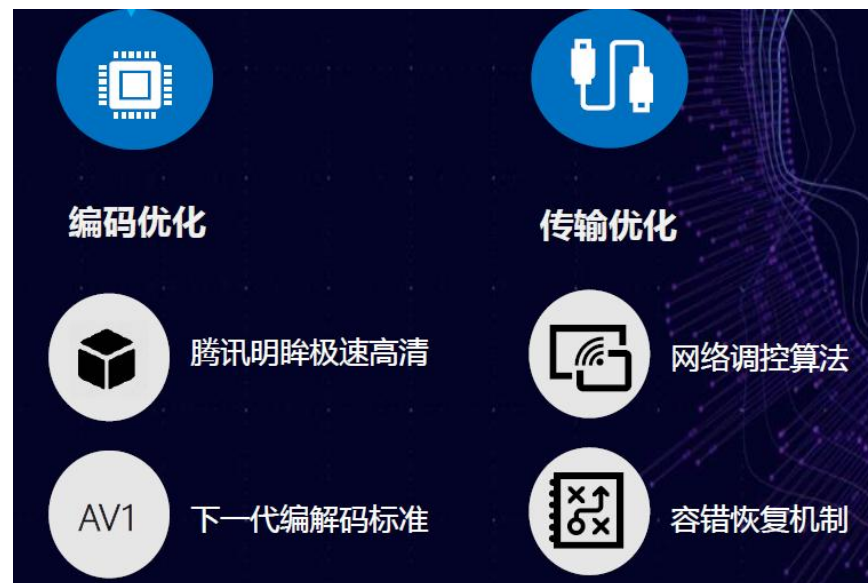 编码优化
腾讯明眸极速高清
AV1
下一代编解码标准
传输优化
网络调控算法
容错恢复机制